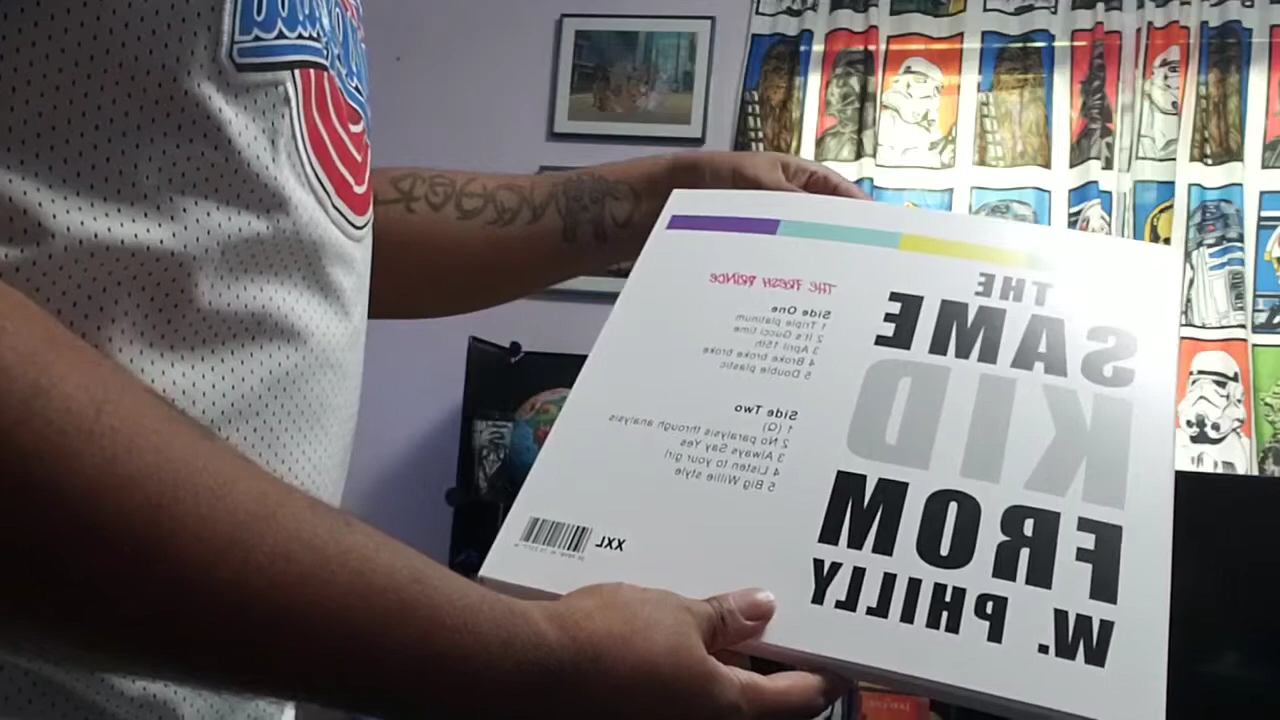 THE
SAME
KID
FROM
W. PHILLY
THE FRESH PRINCE
Side One
1 Triple platinum
2 It's Gucci time
3 April 15th
4 Broke broke broke
5 Double plastic
Side Two
1 (Q)
2 No paralysis through analysis
3 Always Say Yes
4 Listen to your girl
5 Big Willie style
XXL